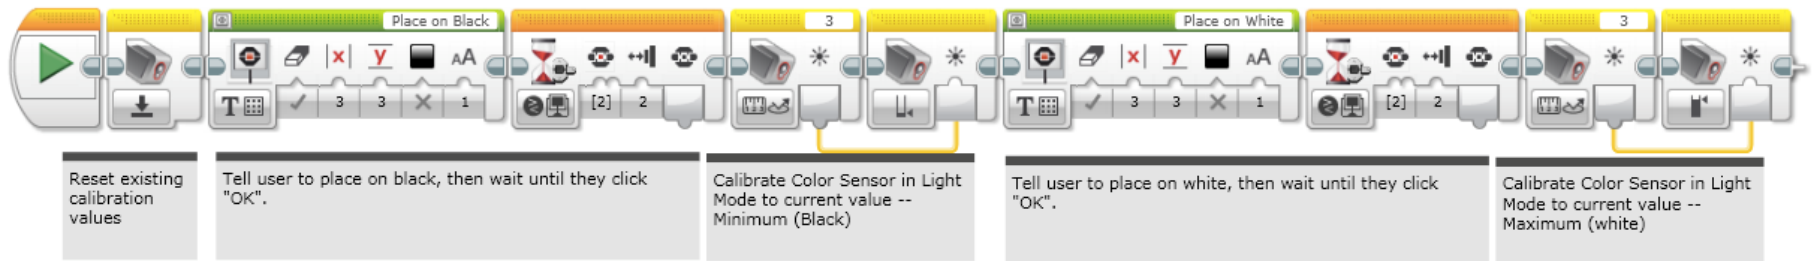 Place on Black
3
Place on White
3
x y AA
T 3 3 1
[2] 2
x y AA
T 3 3 1
[2] 2
Reset existing
calibration
values
Tell user to place on black, then wait until they click
"OK".
Calibrate Color Sensor in Light
Mode to current value --
Minimum (Black)
Tell user to place on white, then wait until they click
"OK".
Calibrate Color Sensor in Light
Mode to current value --
Maximum (white)